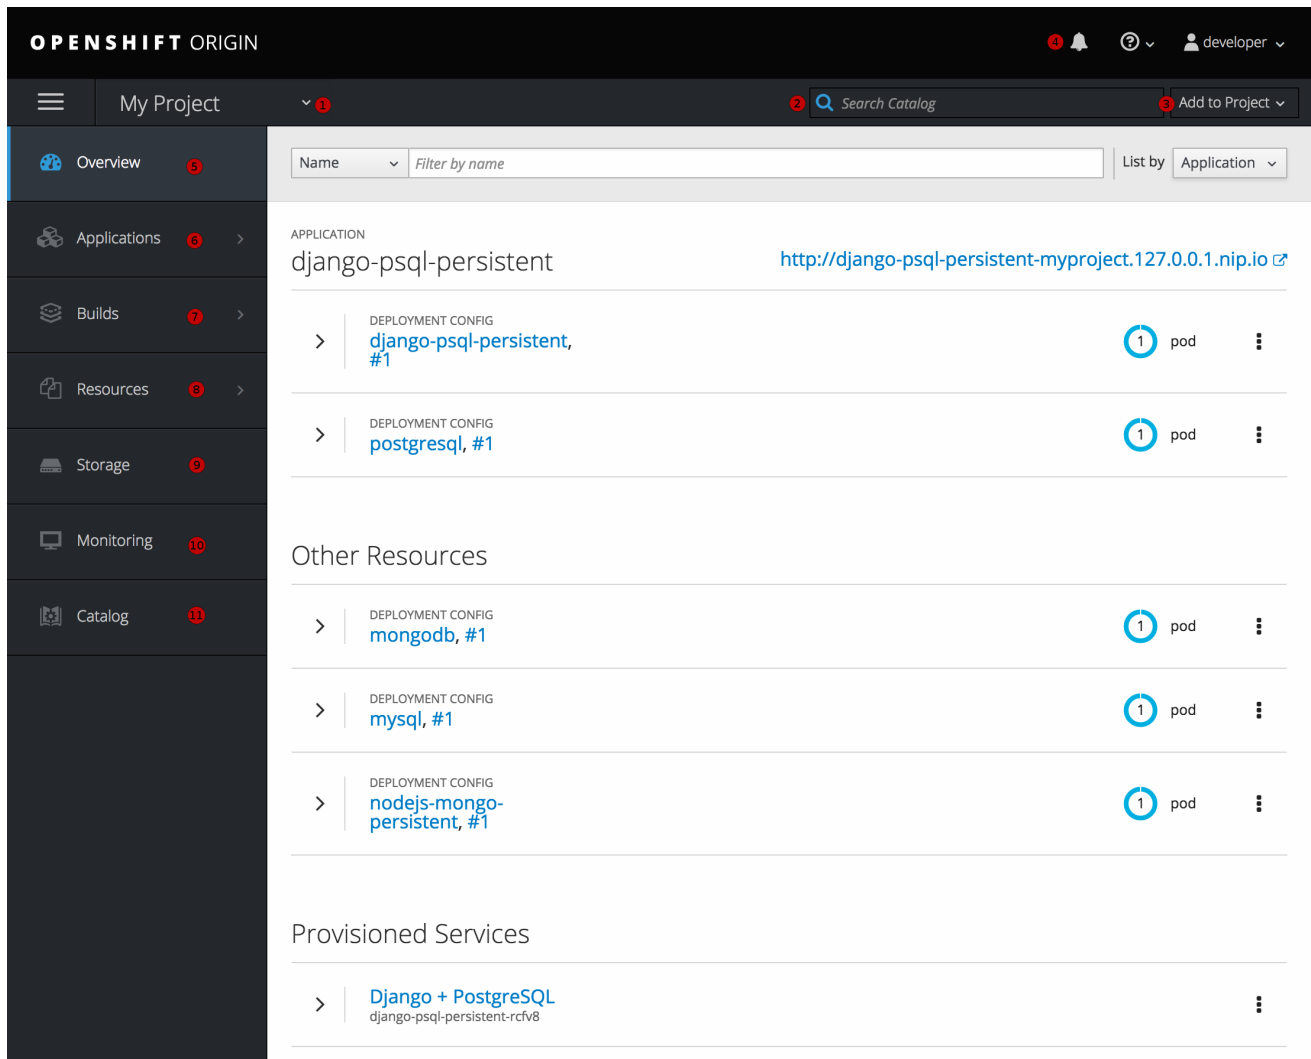 OPENSHIFT ORIGIN
4
developer
My Project
1
2
Search Catalog
3
Add to Project
Overview
5
Name
Filter by name
List by
Application
Applications
6
APPLICATION
django-psql-persistent
http://django-psql-persistent-myproject.127.0.0.1.nip.io
Builds
7
DEPLOYMENT CONFIG
django-psql-persistent,
#1
1
pod
Resources
8
DEPLOYMENT CONFIG
postgresql, #1
1
pod
Storage
9
Monitoring
10
Other Resources
Catalog
11
DEPLOYMENT CONFIG
mongodb, #1
1
pod
DEPLOYMENT CONFIG
mysql, #1
1
pod
DEPLOYMENT CONFIG
nodejs-mongo-
persistent, #1
1
pod
Provisioned Services
Django + PostgreSQL
django-psql-persistent-rcfv8